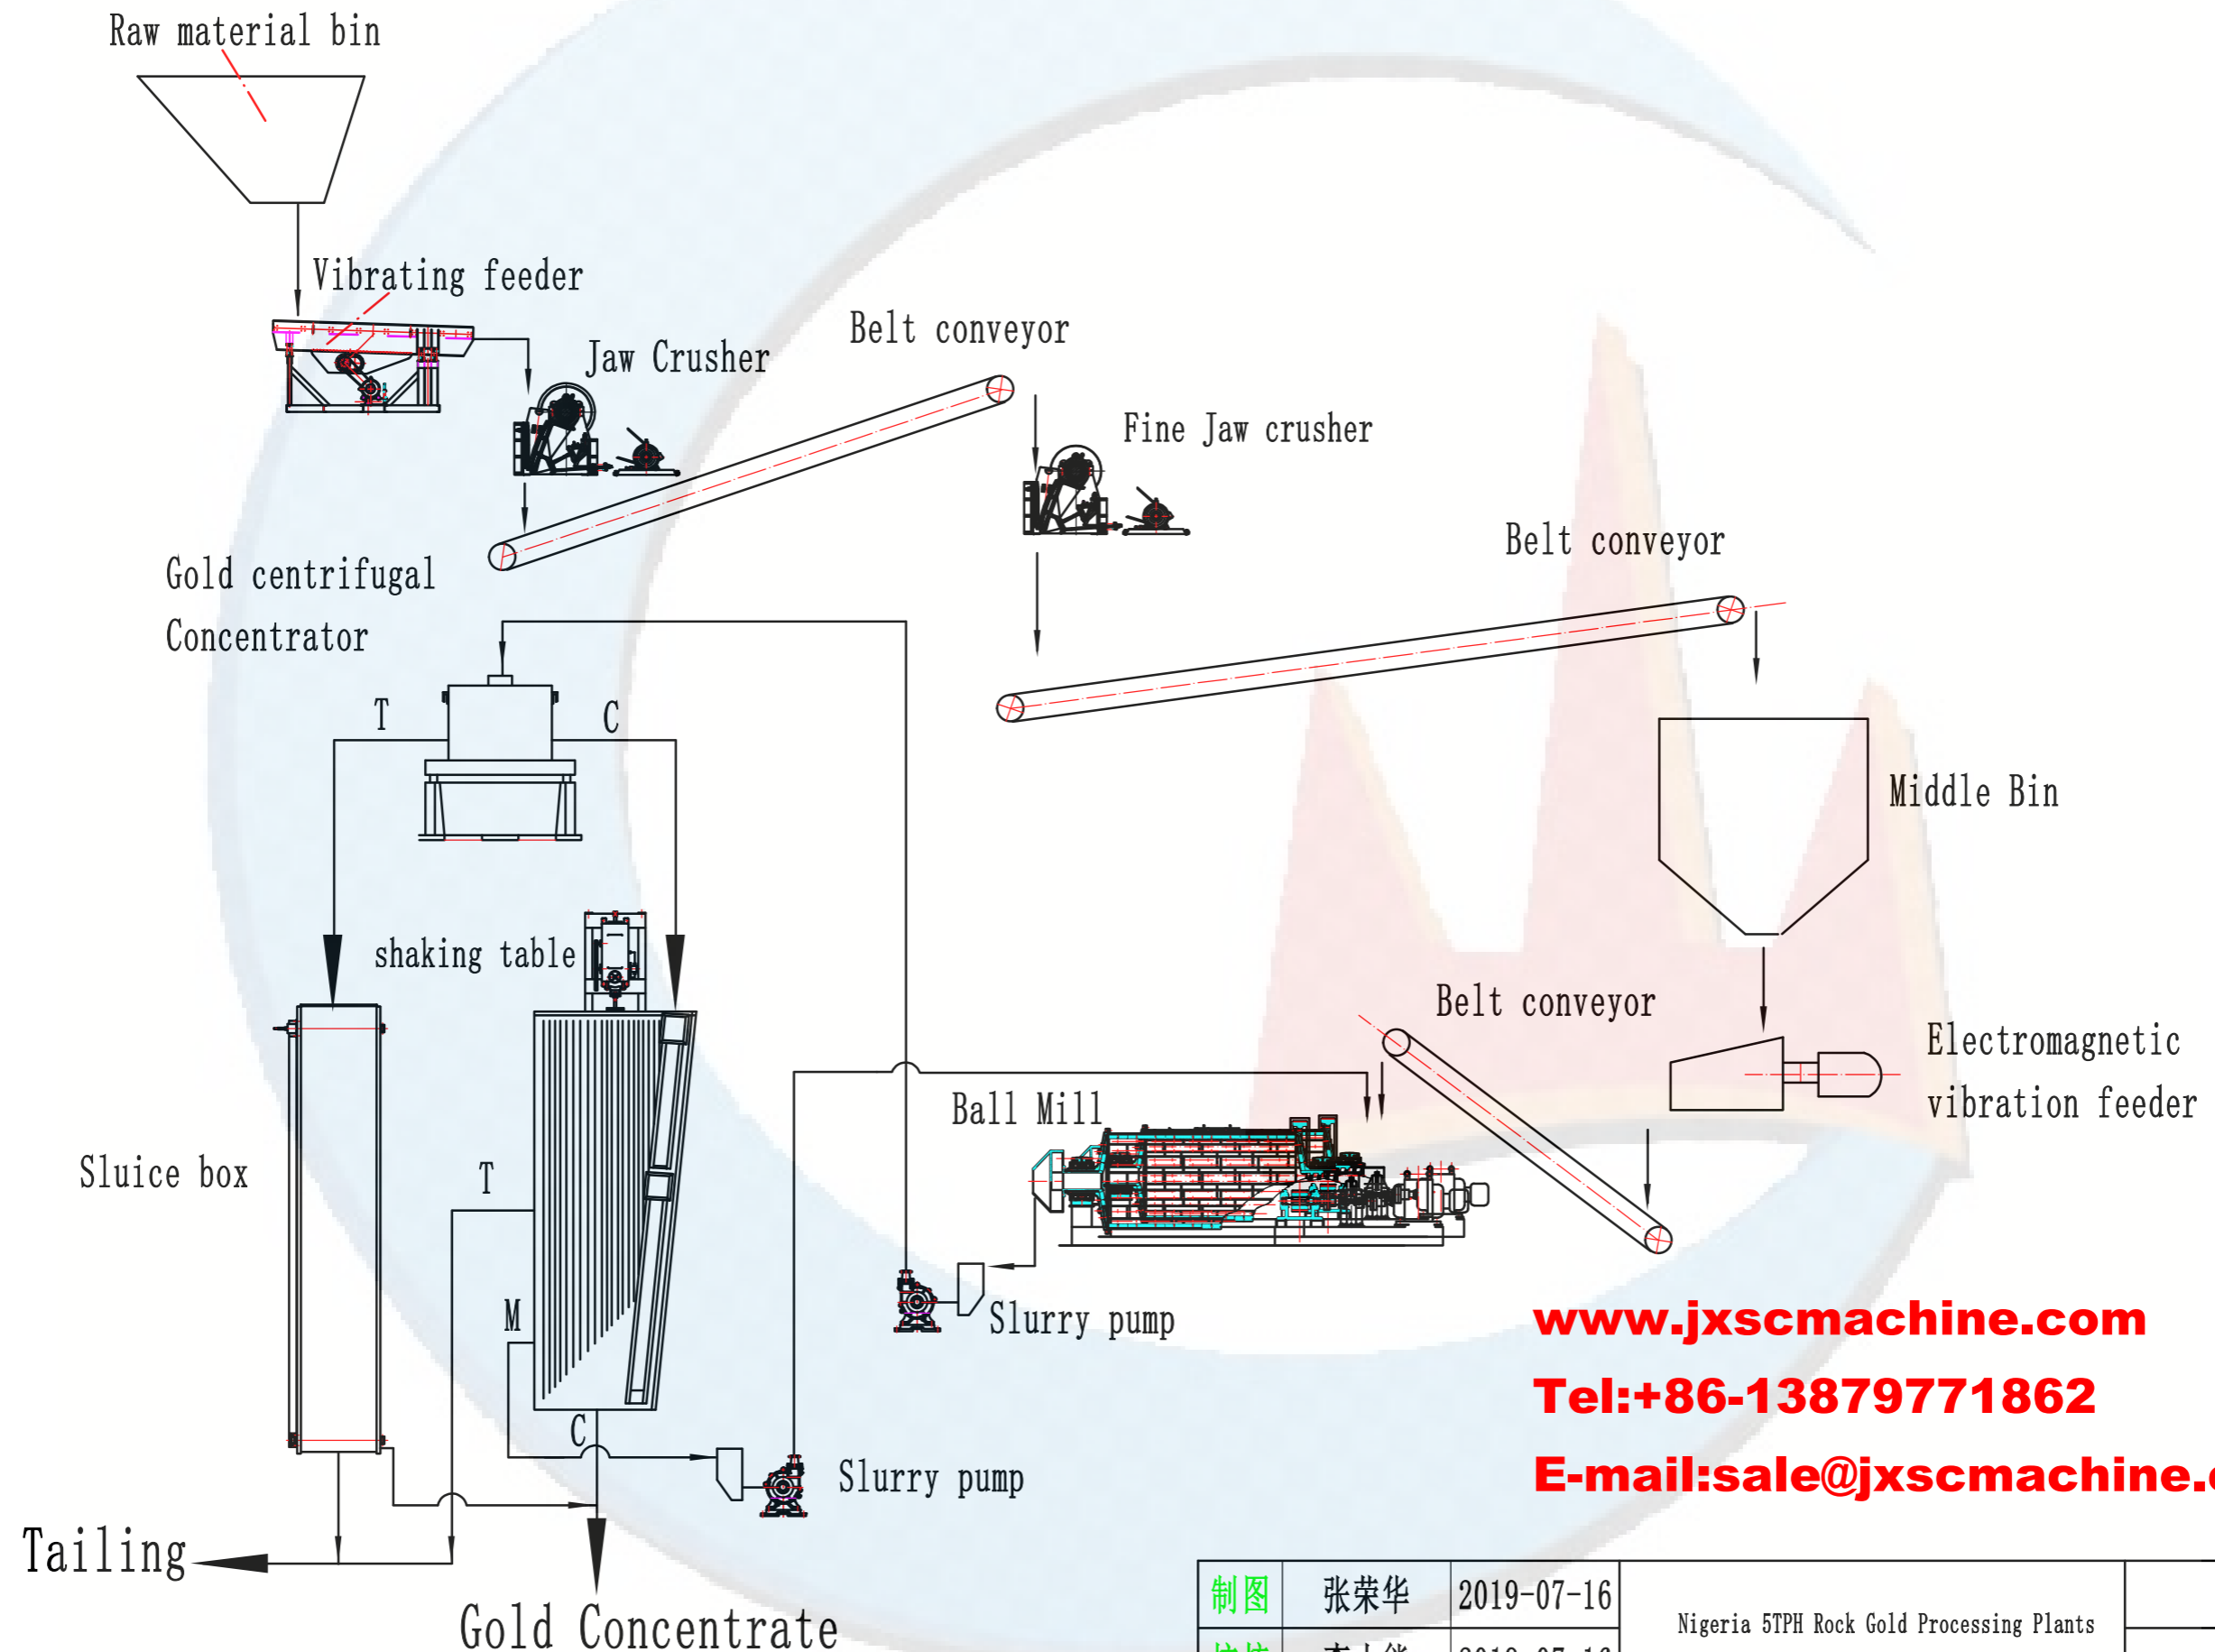 Raw material bin
Vibrating feeder
Jaw Crusher
Belt conveyor
Fine Jaw crusher
Belt conveyor
Gold centrifugal
Concentrator
T
C
Middle Bin
shaking table
Belt conveyor
Electromagnetic
vibration feeder
Ball Mill
Sluice box
T
M
Slurry pump
C
Slurry pump
www.jxscmachine.com
Tel:+86-13879771862
E-mail:sale@jxscmachine.
Tailing
Gold Concentrate
制图 张荣华 2019-07-16
Nigeria 5TPH Rock Gold Processing Plants
2019-07-16